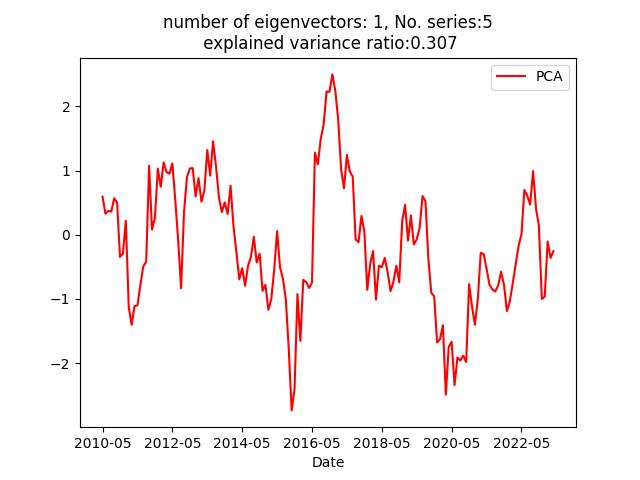 number of eigenvectors: 1, No. series:5
explained variance ratio:0.307
PCA
2
1
0
−1
−2
2010-05 2012-05 2014-05 2016-05 2018-05 2020-05 2022-05
Date